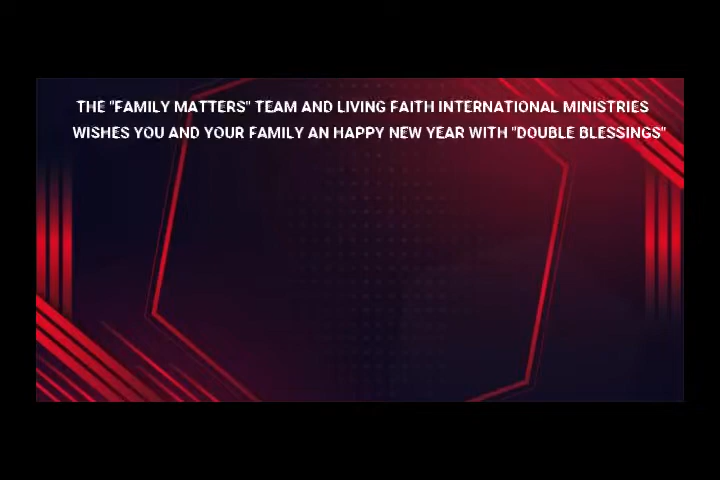 THE "FAMILY MATTERS" TEAM AND LIVING FAITH INTERNATIONAL MINISTRIES
WISHES YOU AND YOUR FAMILY AN HAPPY NEW YEAR WITH "DOUBLE BLESSINGS"